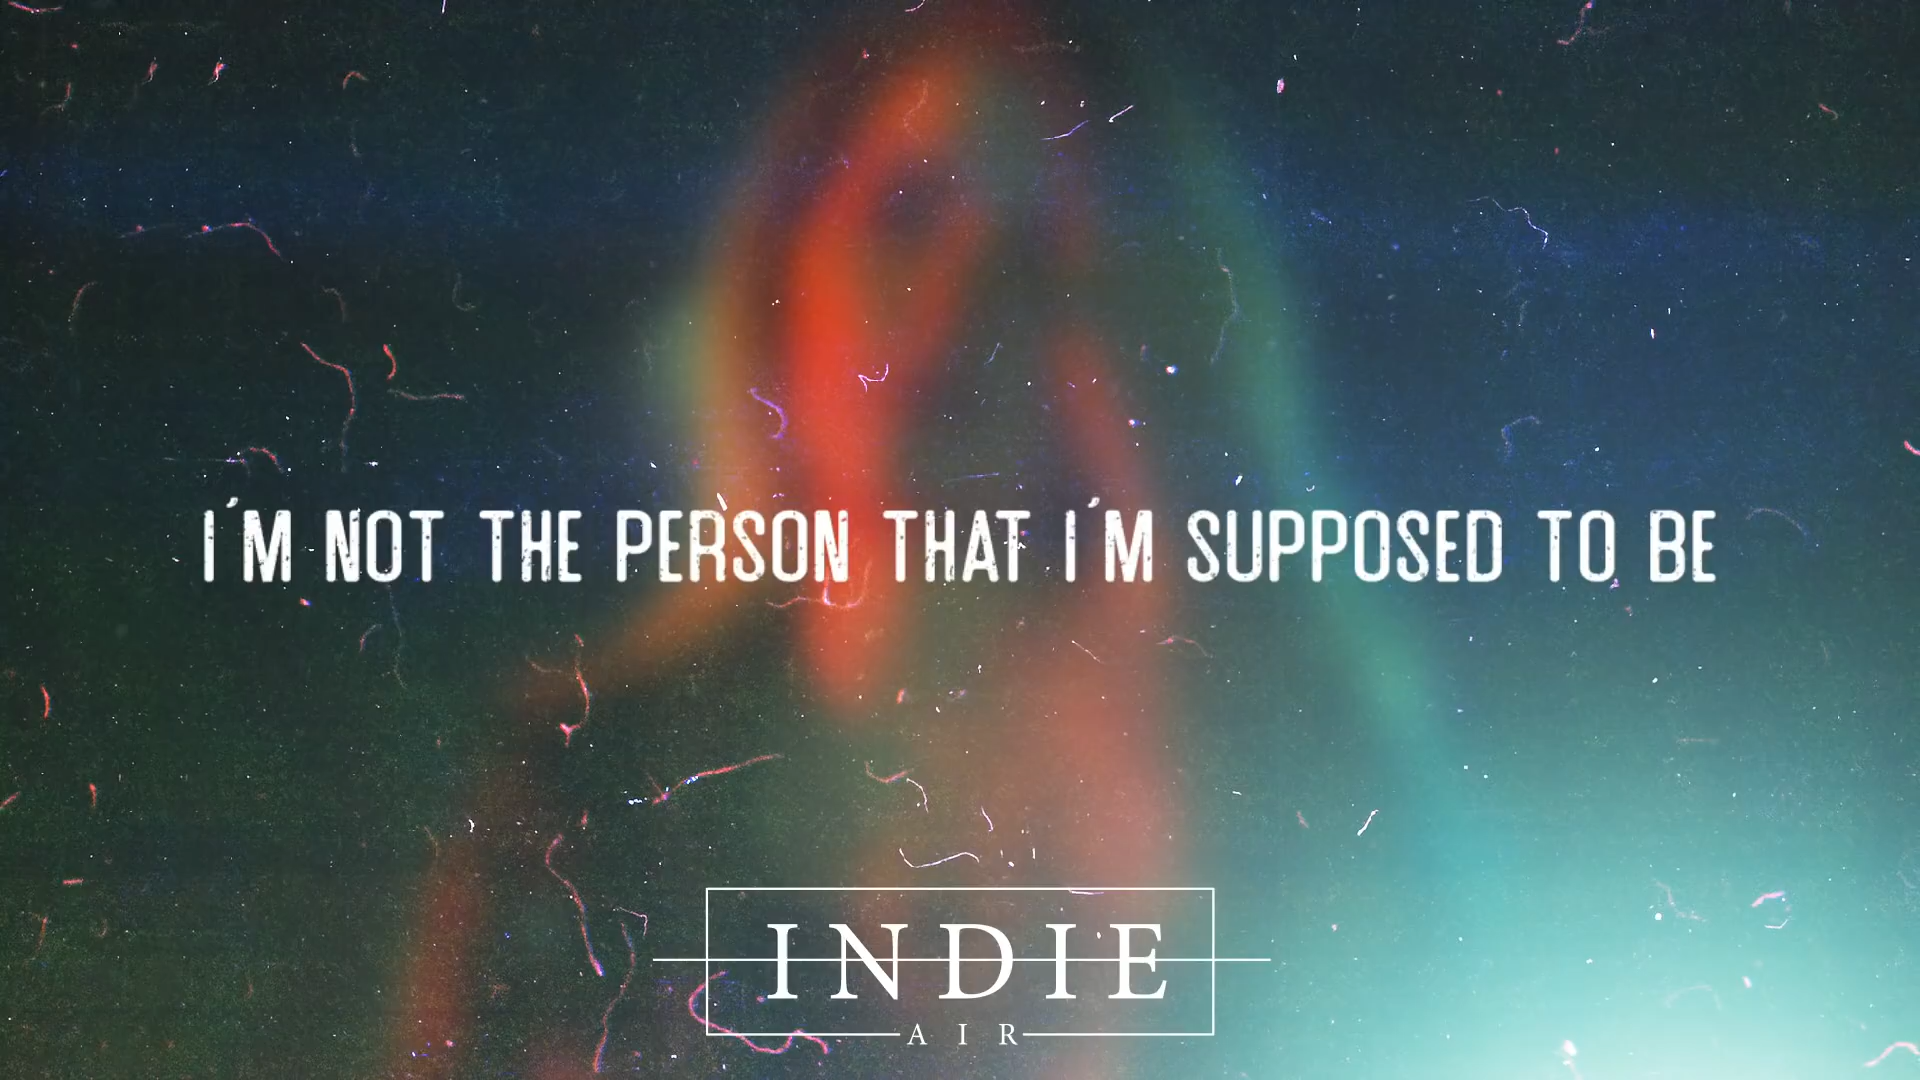 I´M NOT THE PERSON THAT I´M SUPPOSED TO BE
INDIE
AIR